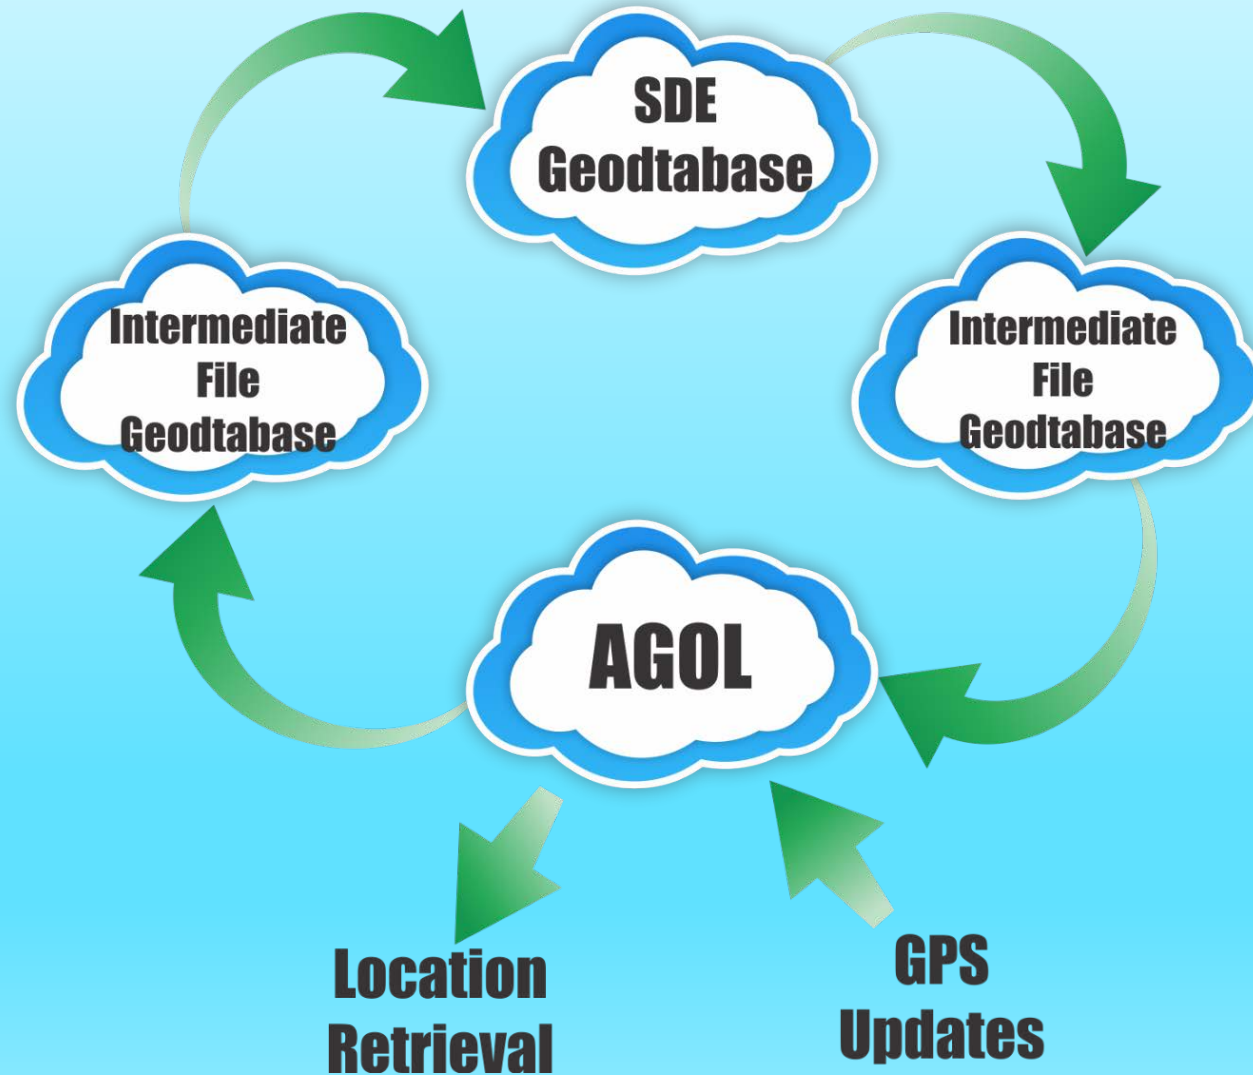 SDE
Geodtabase
Intermediate
File
Geodtabase
Intermediate
File
Geodtabase
AGOL
Location
Retrieval
GPS
Updates